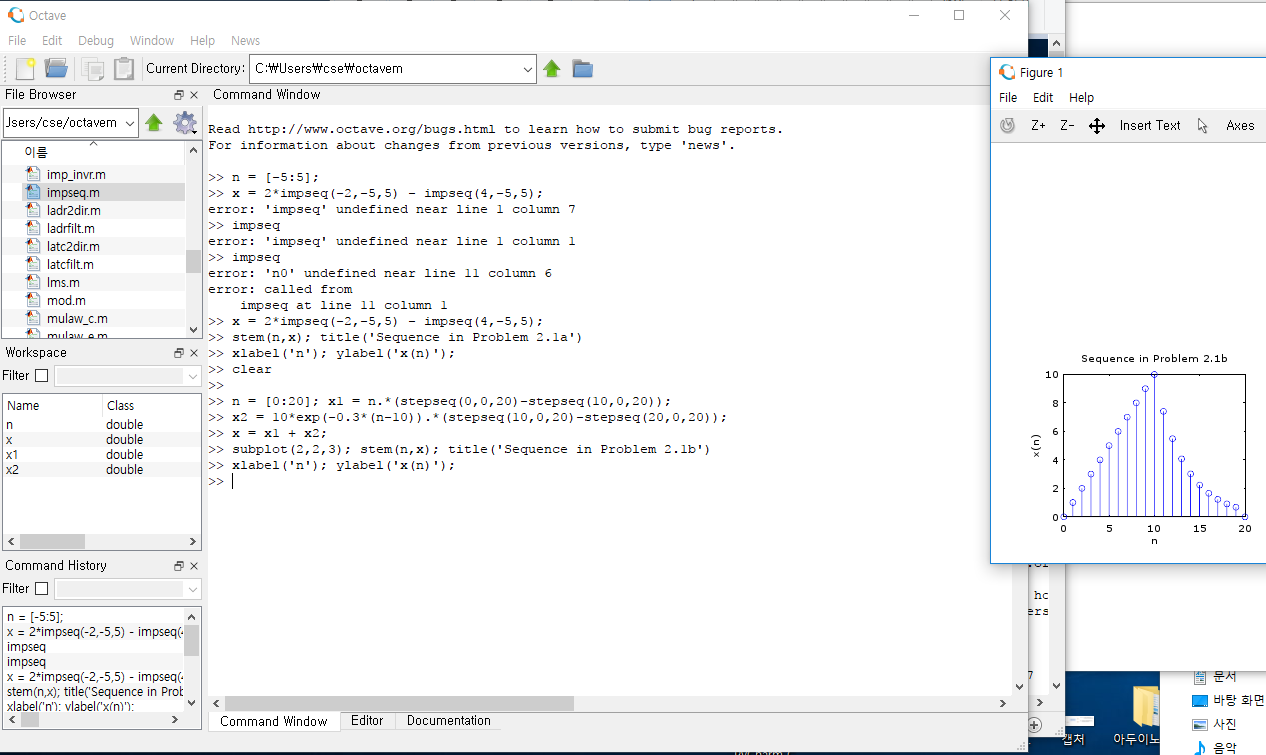 Octave
File Edit Debug Window Help News
Current Directory: C:₩Users₩cse₩octavem
File Browser
Command Window
Jsers/cse/octavem
이름
imp_invr.m
impseq.m
ladr2dir.m
ladrfilt.m
latc2dir.m
latcfilt.m
lms.m
mod.m
mulaw_c.m
mulaw_e.m
Workspace
Filter
Name Class
n double
x double
x1 double
x2 double
Command History
Filter
n = [-5:5];
x = 2*impseq(-2,-5,5) - impseq(4
impseq
impseq
x = 2*impseq(-2,-5,5) - impseq(4
stem(n,x); title('Sequence in Prob
xlabel('n'); ylabel('x(n)');
Read http://www.octave.org/bugs.html to learn how to submit bug reports.
For information about changes from previous versions, type 'news'.
>> n = [-5:5];
>> x = 2*impseq(-2,-5,5) - impseq(4,-5,5);
error: 'impseq' undefined near line 1 column 7
>> impseq
error: 'impseq' undefined near line 1 column 1
>> impseq
error: 'n0' undefined near line 11 column 6
error: called from
impseq at line 11 column 1
>> x = 2*impseq(-2,-5,5) - impseq(4,-5,5);
>> stem(n,x); title('Sequence in Problem 2.1a')
>> xlabel('n'); ylabel('x(n)');
>> clear
>>
>> n = [0:20]; x1 = n.*(stepseq(0,0,20)-stepseq(10,0,20));
>> x2 = 10*exp(-0.3*(n-10)).*(stepseq(10,0,20)-stepseq(20,0,20));
>> x = x1 + x2;
>> subplot(2,2,3); stem(n,x); title('Sequence in Problem 2.1b')
>> xlabel('n'); ylabel('x(n)');
>>
Command Window Editor Documentation
Figure 1
File Edit Help
Z+ Z- Insert Text Axes
Sequence in Problem 2.1b
10
8
6
4
2
0
x(n)
0 5 10 15 20
n
ho
ers
7
문서
바탕 화면
사진
음악
캡처
아두이노